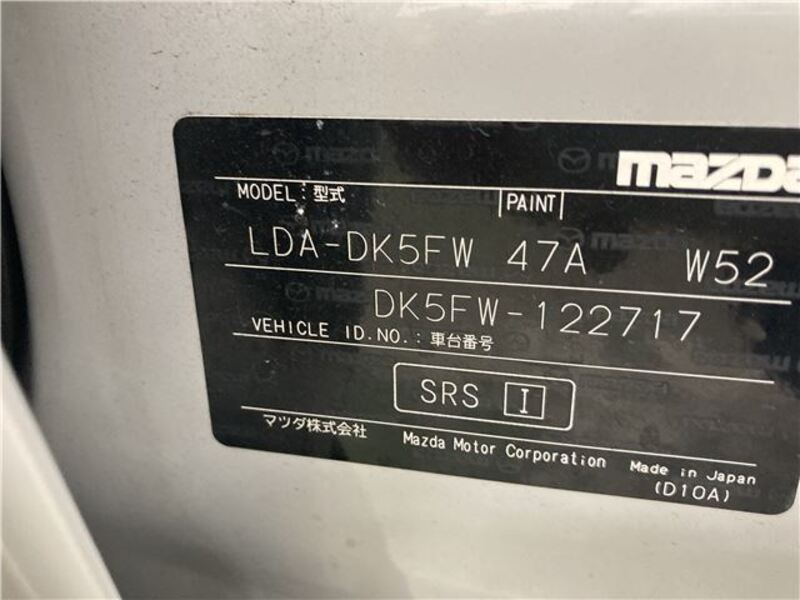 mazda
MODEL : 型式 PAINT
LDA-DK5FW 47A W52
DK5FW-122717
VEHICLE ID.NO.: 車台番号
SRS I
マツダ株式会社 Mazda Motor Corporation Made in Japan
(D10A)